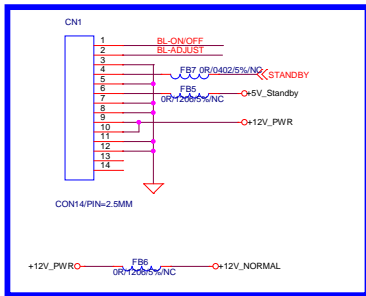 CN1
1 BL-ON/OFF
2 BL-ADJUST
3
4 FB7 0R/0402/5%/NC STANDBY
5 FB5
6 0R/1206/5%/NC +5V_Standby
7
8
9 +12V_PWR
10
11
12
13
14
CON14/PIN=2.5MM
+12V_PWR FB6 +12V_NORMAL
0R/1206/5%/NC